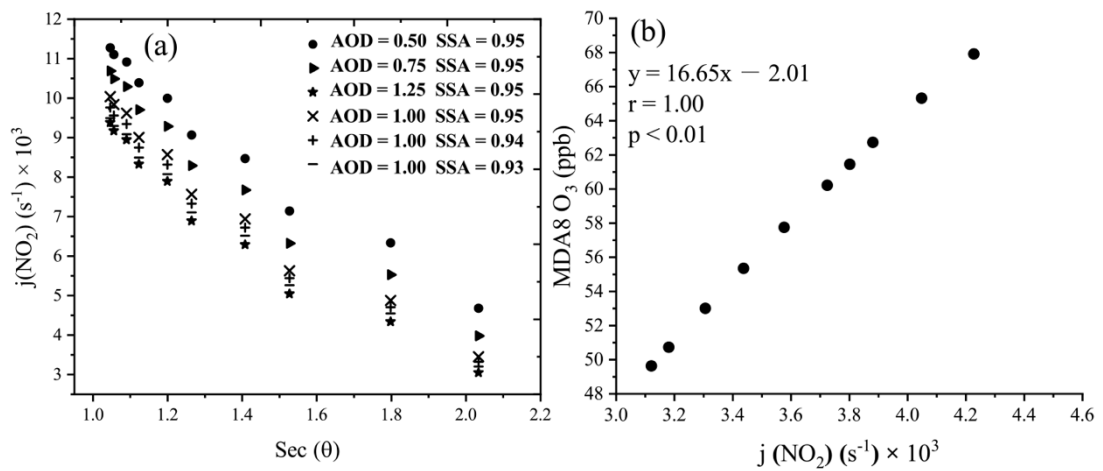 (a)
AOD = 0.50 SSA = 0.95
AOD = 0.75 SSA = 0.95
AOD = 1.25 SSA = 0.95
AOD = 1.00 SSA = 0.95
AOD = 1.00 SSA = 0.94
AOD = 1.00 SSA = 0.93
j(NO₂) (s⁻¹) × 10³
12
11
10
9
8
7
6
5
4
3
1.0 1.2 1.4 1.6 1.8 2.0 2.2
Sec (θ)
(b)
y = 16.65x − 2.01
r = 1.00
p < 0.01
MDA8 O₃ (ppb)
70
68
66
64
62
60
58
56
54
52
50
48
3.0 3.2 3.4 3.6 3.8 4.0 4.2 4.4 4.6
j (NO₂) (s⁻¹) × 10³